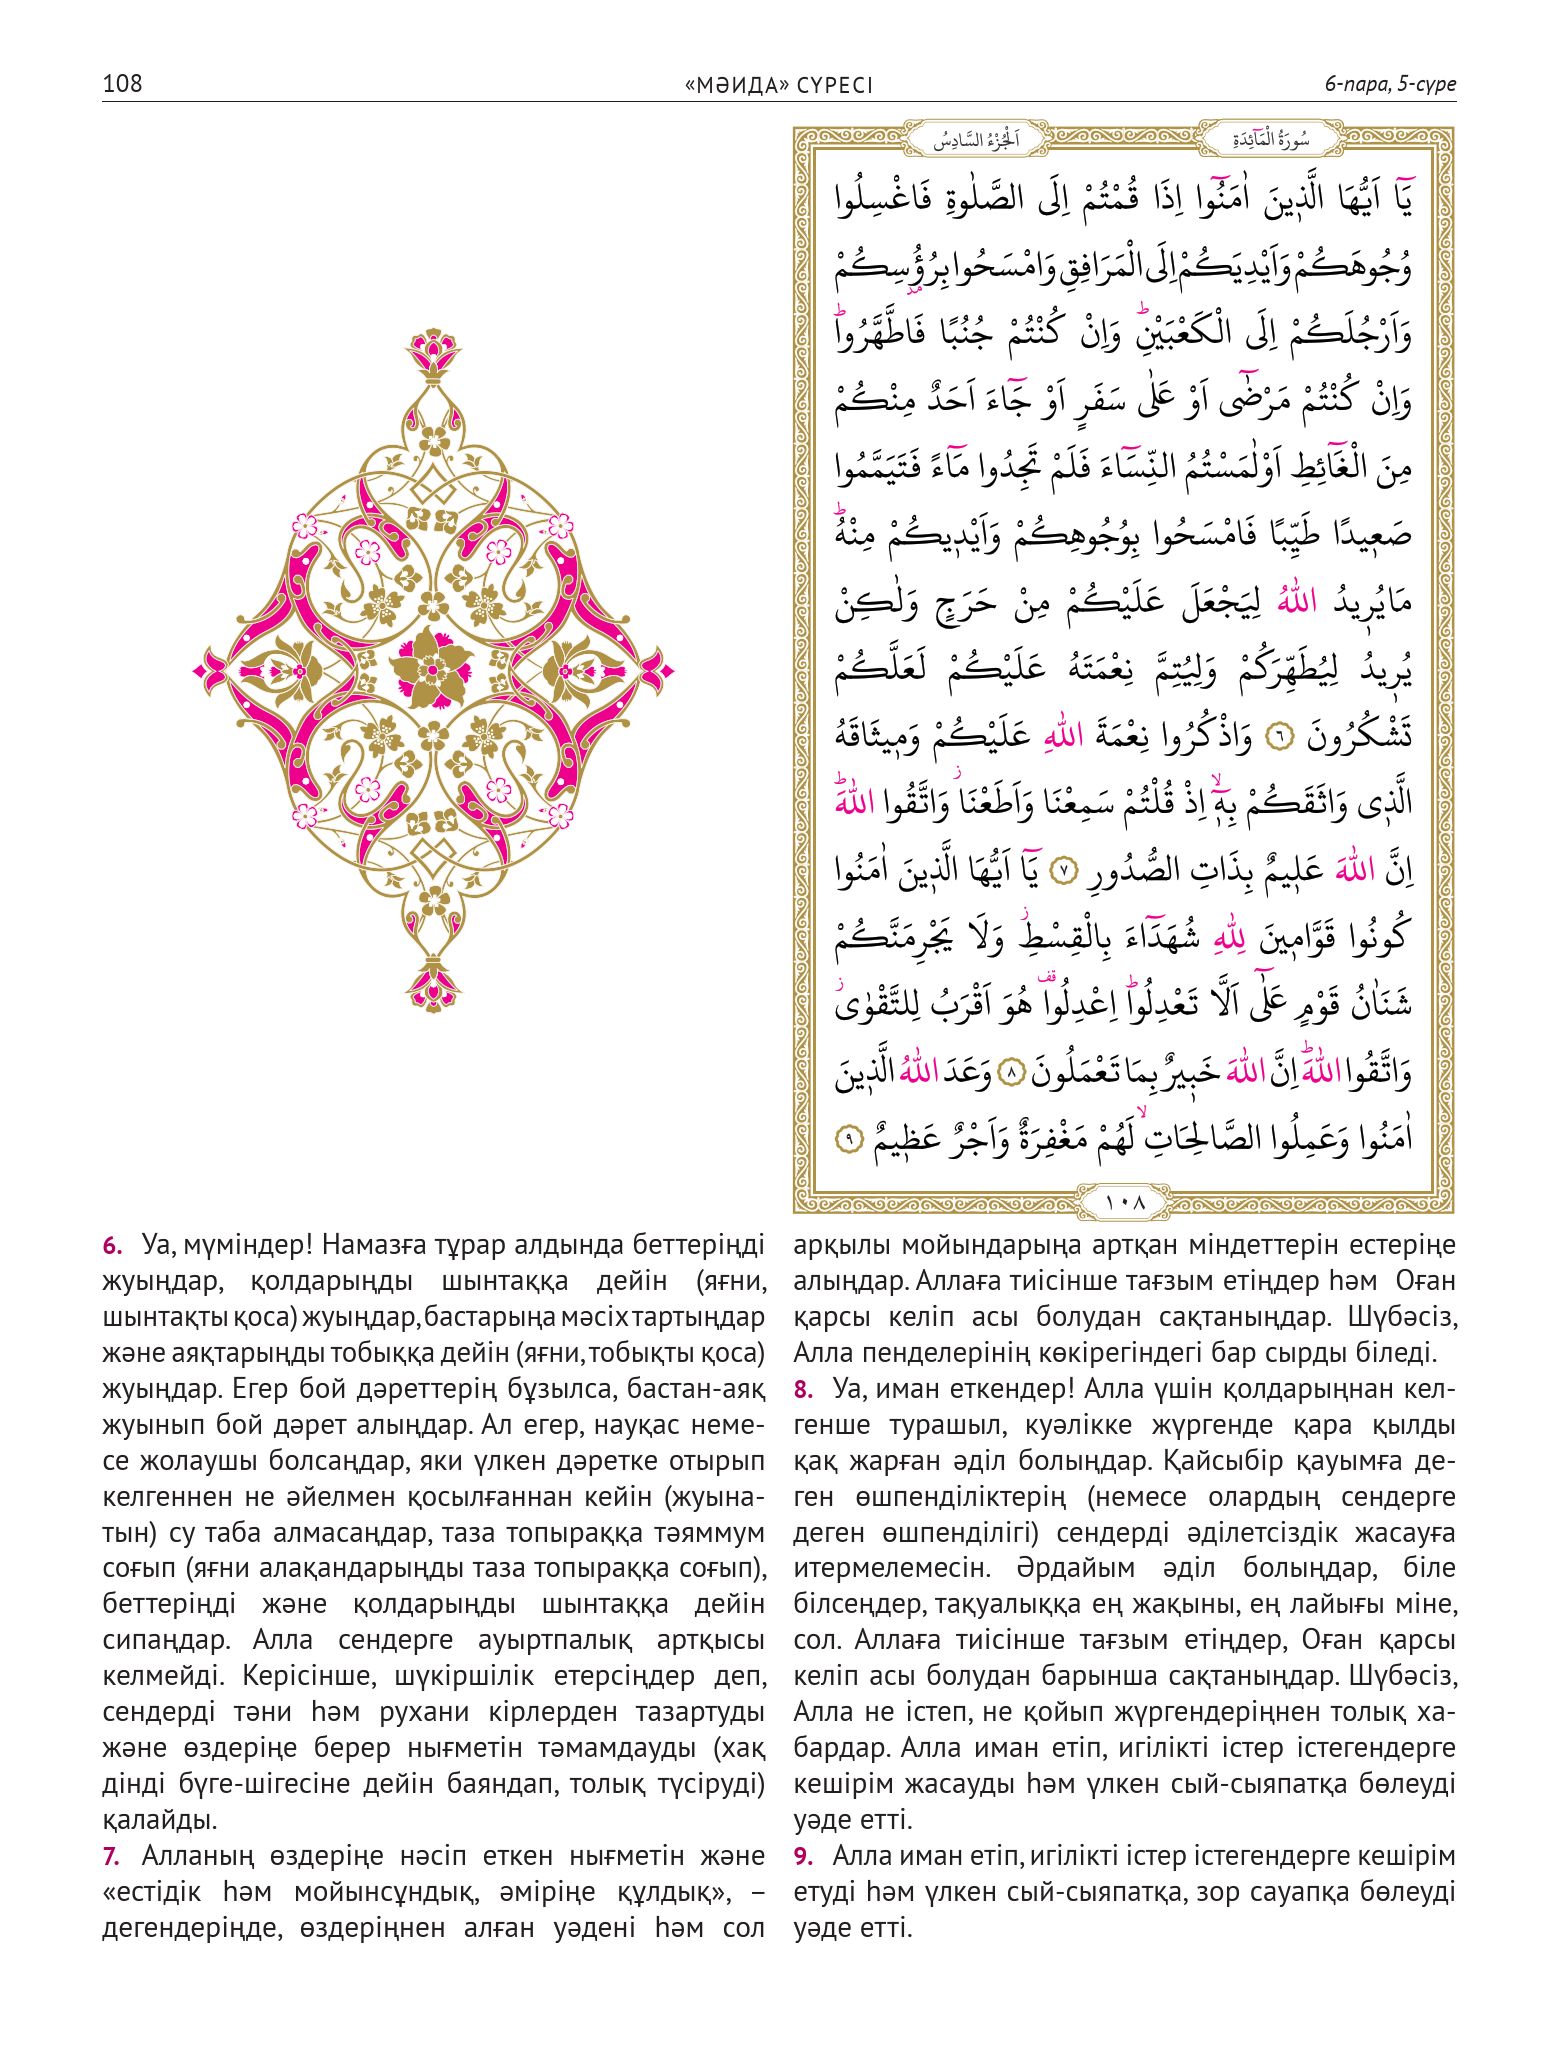 108
«МӘИДА» СҮРЕСІ
6-пара, 5-сүре
سُورَةُ الْمَٓائِدَةِ
اَلْجُزْءُ السَّادِسُ
يَٓا اَيُّهَا الَّذ۪ينَ اٰمَنُٓوا اِذَا قُمْتُمْ اِلَى الصَّلٰوةِ فَاغْسِلُوا
وُجُوهَكُمْ وَاَيْدِيَكُمْ اِلَى الْمَرَافِقِ وَامْسَحُوا بِرُؤُ۫سِكُمْ
وَاَرْجُلَكُمْ اِلَى الْكَعْبَيْنِۜ وَاِنْ كُنْتُمْ جُنُبًا فَاطَّهَّرُواۜ
وَاِنْ كُنْتُمْ مَرْضٰٓى اَوْ عَلٰى سَفَرٍ اَوْ جَٓاءَ اَحَدٌ مِنْكُمْ
مِنَ الْغَٓائِطِ اَوْلٰمَسْتُمُ النِّسَٓاءَ فَلَمْ تَجِدُوا مَٓاءً فَتَيَمَّمُوا
صَع۪يدًا طَيِّبًا فَامْسَحُوا بِوُجُوهِكُمْ وَاَيْد۪يكُمْ مِنْهُۜ
مَايُر۪يدُ اللّٰهُ لِيَجْعَلَ عَلَيْكُمْ مِنْ حَرَجٍ وَلٰكِنْ
يُر۪يدُ لِيُطَهِّرَكُمْ وَلِيُتِمَّ نِعْمَتَهُ عَلَيْكُمْ لَعَلَّكُمْ
تَشْكُرُونَ ٦ وَاذْكُرُوا نِعْمَةَ اللّٰهِ عَلَيْكُمْ وَم۪يثَاقَهُ
الَّذ۪ى وَاثَقَكُمْ بِه۪ٓۙ اِذْ قُلْتُمْ سَمِعْنَا وَاَطَعْنَاۘ وَاتَّقُوا اللّٰهَۜ
اِنَّ اللّٰهَ عَل۪يمٌ بِذَاتِ الصُّدُورِ ٧ يَٓا اَيُّهَا الَّذ۪ينَ اٰمَنُوا
كُونُوا قَوَّام۪ينَ لِلّٰهِ شُهَدَٓاءَ بِالْقِسْطِۘ وَلَا يَجْرِمَنَّكُمْ
شَنَاٰنُ قَوْمٍ عَلٰٓى اَلَّا تَعْدِلُواۜ اِعْدِلُوا۠ هُوَ اَقْرَبُ لِلتَّقْوٰىۘ
وَاتَّقُوا اللّٰهَۜ اِنَّ اللّٰهَ خَب۪يرٌ بِمَا تَعْمَلُونَ ٨ وَعَدَ اللّٰهُ الَّذ۪ينَ
اٰمَنُوا وَعَمِلُوا الصَّالِحَاتِۙ لَهُمْ مَغْفِرَةٌ وَاَجْرٌ عَظ۪يمٌ ٩
١٠٨
6. Уа, мүміндер! Намазға тұрар алдында беттеріңді
жуыңдар, қолдарыңды шынтаққа дейін (яғни,
шынтақты қоса) жуыңдар, бастарыңа мәсіх тартыңдар
және аяқтарыңды тобыққа дейін (яғни, тобықты қоса)
жуыңдар. Егер бой дәреттерің бұзылса, бастан-аяқ
жуынып бой дәрет алыңдар. Ал егер, науқас неме-
се жолаушы болсаңдар, яки үлкен дәретке отырып
келгеннен не әйелмен қосылғаннан кейін (жуына-
тын) су таба алмасаңдар, таза топыраққа тәяммум
соғып (яғни алақандарыңды таза топыраққа соғып),
беттеріңді және қолдарыңды шынтаққа дейін
сипаңдар. Алла сендерге ауыртпалық артқысы
келмейді. Керісінше, шүкіршілік етерсіңдер деп,
сендерді тәни һәм рухани кірлерден тазартуды
және өздеріңе берер нығметін тәмамдауды (хақ
дінді бүге-шігесіне дейін баяндап, толық түсіруді)
қалайды.
7. Алланың өздеріңе нәсіп еткен нығметін және
«естідік һәм мойынсұндық, әміріңе құлдық», –
дегендеріңде, өздеріңнен алған уәдені һәм сол
арқылы мойындарыңа артқан міндеттерін естеріңе
алыңдар. Аллаға тиісінше тағзым етіңдер һәм Оған
қарсы келіп асы болудан сақтаныңдар. Шүбәсіз,
Алла пенделерінің көкірегіндегі бар сырды біледі.
8. Уа, иман еткендер! Алла үшін қолдарыңнан кел-
генше турашыл, куәлікке жүргенде қара қылды
қақ жарған әділ болыңдар. Қайсыбір қауымға де-
ген өшпенділіктерің (немесе олардың сендерге
деген өшпенділігі) сендерді әділетсіздік жасауға
итермелемесін. Әрдайым әділ болыңдар, біле
білсеңдер, тақуалыққа ең жақыны, ең лайығы міне,
сол. Аллаға тиісінше тағзым етіңдер, Оған қарсы
келіп асы болудан барынша сақтаныңдар. Шүбәсіз,
Алла не істеп, не қойып жүргендеріңнен толық ха-
бардар. Алла иман етіп, игілікті істер істегендерге
кешірім жасауды һәм үлкен сый-сыяпатқа бөлеуді
уәде етті.
9. Алла иман етіп, игілікті істер істегендерге кешірім
етуді һәм үлкен сый-сыяпатқа, зор сауапқа бөлеуді
уәде етті.